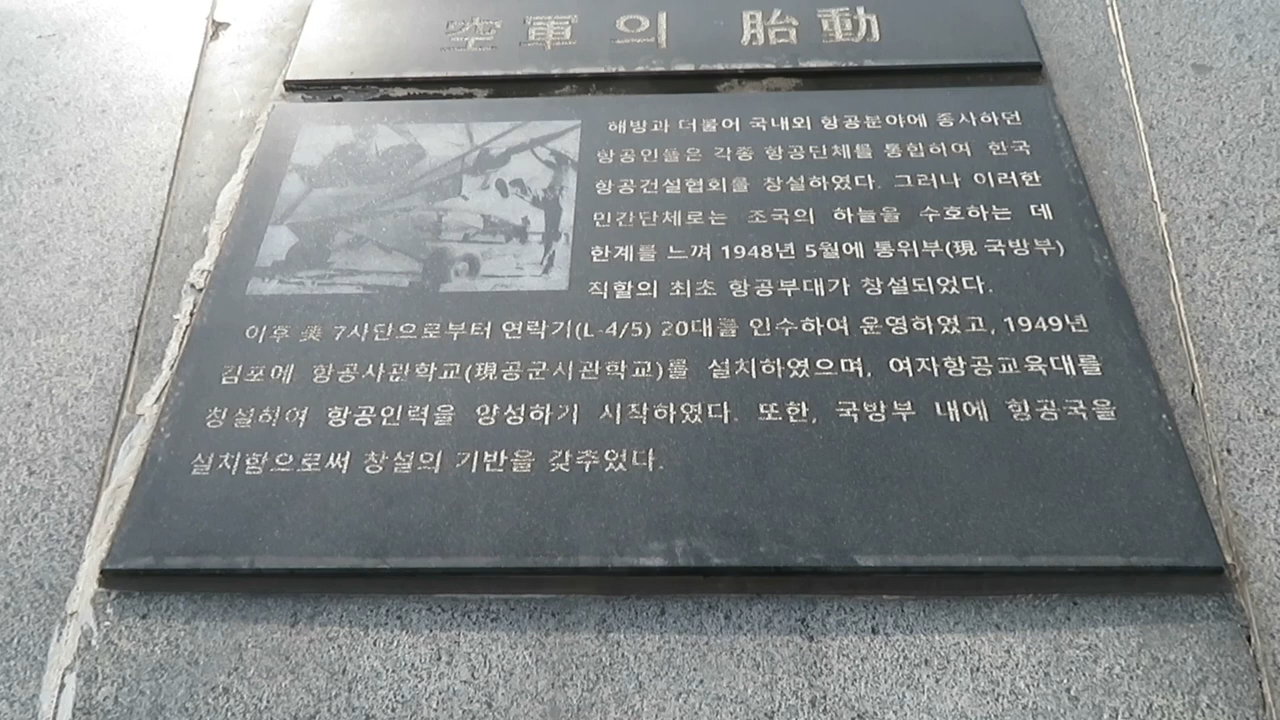 空軍의 胎動
해방과 더불어 국내외 항공분야에 종사하던
항공인들은 각종 항공단체를 통합하여 한국
항공건설협회를 창설하였다. 그러나 이러한
민간단체로는 조국의 하늘을 수호하는 데
한계를 느껴 1948년 5월에 통위부(現 국방부)
직할의 최초 항공부대가 창설되었다.
이후 美 7사단으로부터 연락기(L-4/5) 20대를 인수하여 운영하였고, 1949년
김포에 항공사관학교(現공군사관학교)를 설치하였으며, 여자항공교육대를
창설하여 항공인력을 양성하기 시작하였다. 또한, 국방부 내에 항공국을
설치함으로써 창설의 기반을 갖추었다.